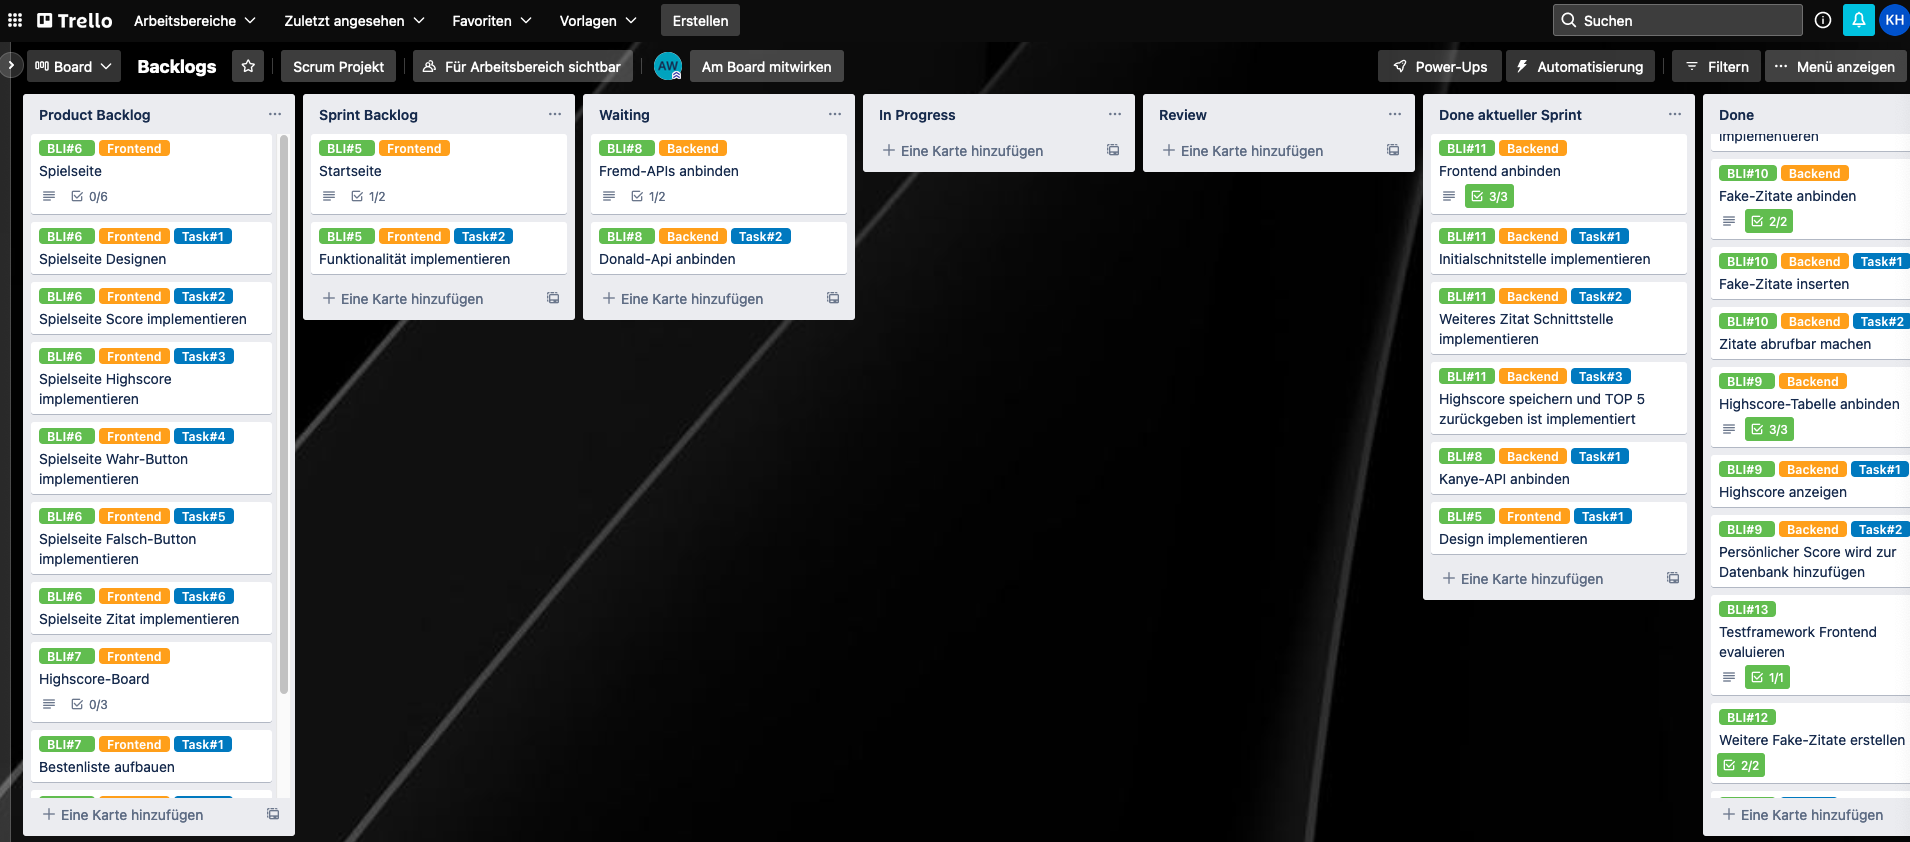 Trello Arbeitsbereiche Zuletzt angesehen Favoriten Vorlagen Erstellen Suchen KH
Board Backlogs Scrum Projekt Für Arbeitsbereich sichtbar AW Am Board mitwirken Power-Ups Automatisierung Filtern Menü anzeigen
Product Backlog
BLI#6 Frontend
Spielseite
0/6
BLI#6 Frontend Task#1
Spielseite Designen
BLI#6 Frontend Task#2
Spielseite Score implementieren
BLI#6 Frontend Task#3
Spielseite Highscore
implementieren
BLI#6 Frontend Task#4
Spielseite Wahr-Button
implementieren
BLI#6 Frontend Task#5
Spielseite Falsch-Button
implementieren
BLI#6 Frontend Task#6
Spielseite Zitat implementieren
BLI#7 Frontend
Highscore-Board
0/3
BLI#7 Frontend Task#1
Bestenliste aufbauen
Eine Karte hinzufügen
Sprint Backlog
BLI#5 Frontend
Startseite
1/2
BLI#5 Frontend Task#2
Funktionalität implementieren
Eine Karte hinzufügen
Waiting
BLI#8 Backend
Fremd-APIs anbinden
1/2
BLI#8 Backend Task#2
Donald-Api anbinden
Eine Karte hinzufügen
In Progress
Eine Karte hinzufügen
Review
Eine Karte hinzufügen
Done aktueller Sprint
BLI#11 Backend
Frontend anbinden
3/3
BLI#11 Backend Task#1
Initialschnitstelle implementieren
BLI#11 Backend Task#2
Weiteres Zitat Schnittstelle
implementieren
BLI#11 Backend Task#3
Highscore speichern und TOP 5
zurückgeben ist implementiert
BLI#8 Backend Task#1
Kanye-API anbinden
BLI#5 Frontend Task#1
Design implementieren
Eine Karte hinzufügen
Done
implementieren
BLI#10 Backend
Fake-Zitate anbinden
2/2
BLI#10 Backend Task#1
Fake-Zitate inserten
BLI#10 Backend Task#2
Zitate abrufbar machen
BLI#9 Backend
Highscore-Tabelle anbinden
3/3
BLI#9 Backend Task#1
Highscore anzeigen
BLI#9 Backend Task#2
Persönlicher Score wird zur
Datenbank hinzufügen
BLI#13
Testframework Frontend
evaluieren
1/1
BLI#12
Weitere Fake-Zitate erstellen
2/2
Eine Karte hinzufügen